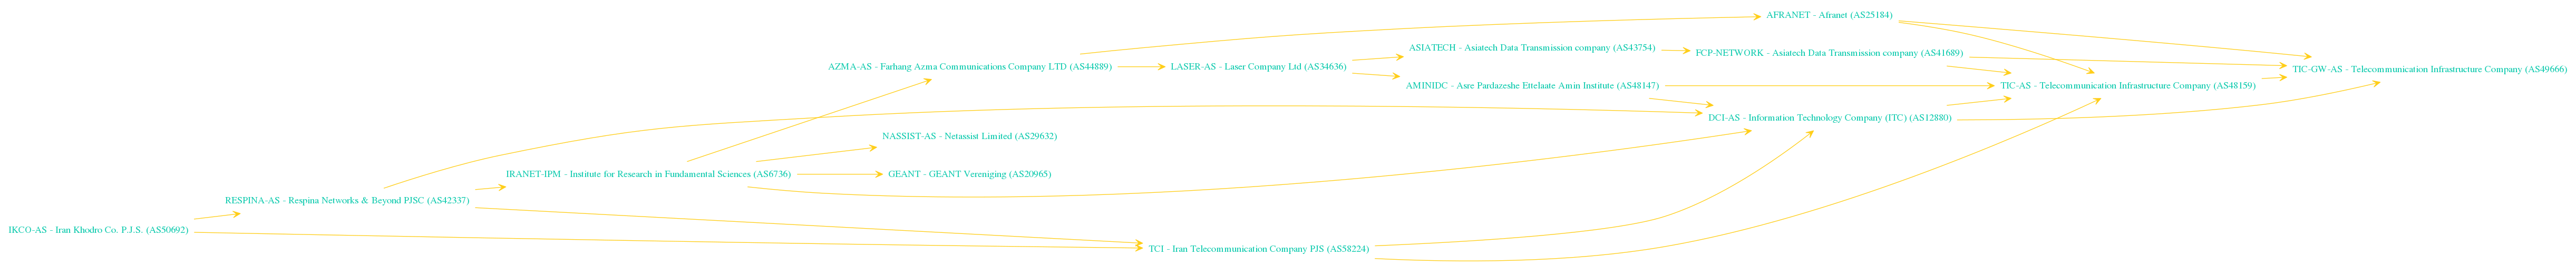 AFRANET - Afranet (AS25184)
ASIATECH - Asiatech Data Transmission company (AS43754)
FCP-NETWORK - Asiatech Data Transmission company (AS41689)
AZMA-AS - Farhang Azma Communications Company LTD (AS44889)
LASER-AS - Laser Company Ltd (AS34636)
TIC-GW-AS - Telecommunication Infrastructure Company (AS49666)
AMINIDC - Asre Pardazeshe Ettelaate Amin Institute (AS48147)
TIC-AS - Telecommunication Infrastructure Company (AS48159)
DCI-AS - Information Technology Company (ITC) (AS12880)
NASSIST-AS - Netassist Limited (AS29632)
IRANET-IPM - Institute for Research in Fundamental Sciences (AS6736)
GEANT - GEANT Vereniging (AS20965)
RESPINA-AS - Respina Networks & Beyond PJSC (AS42337)
IKCO-AS - Iran Khodro Co. P.J.S. (AS50692)
TCI - Iran Telecommunication Company PJS (AS58224)